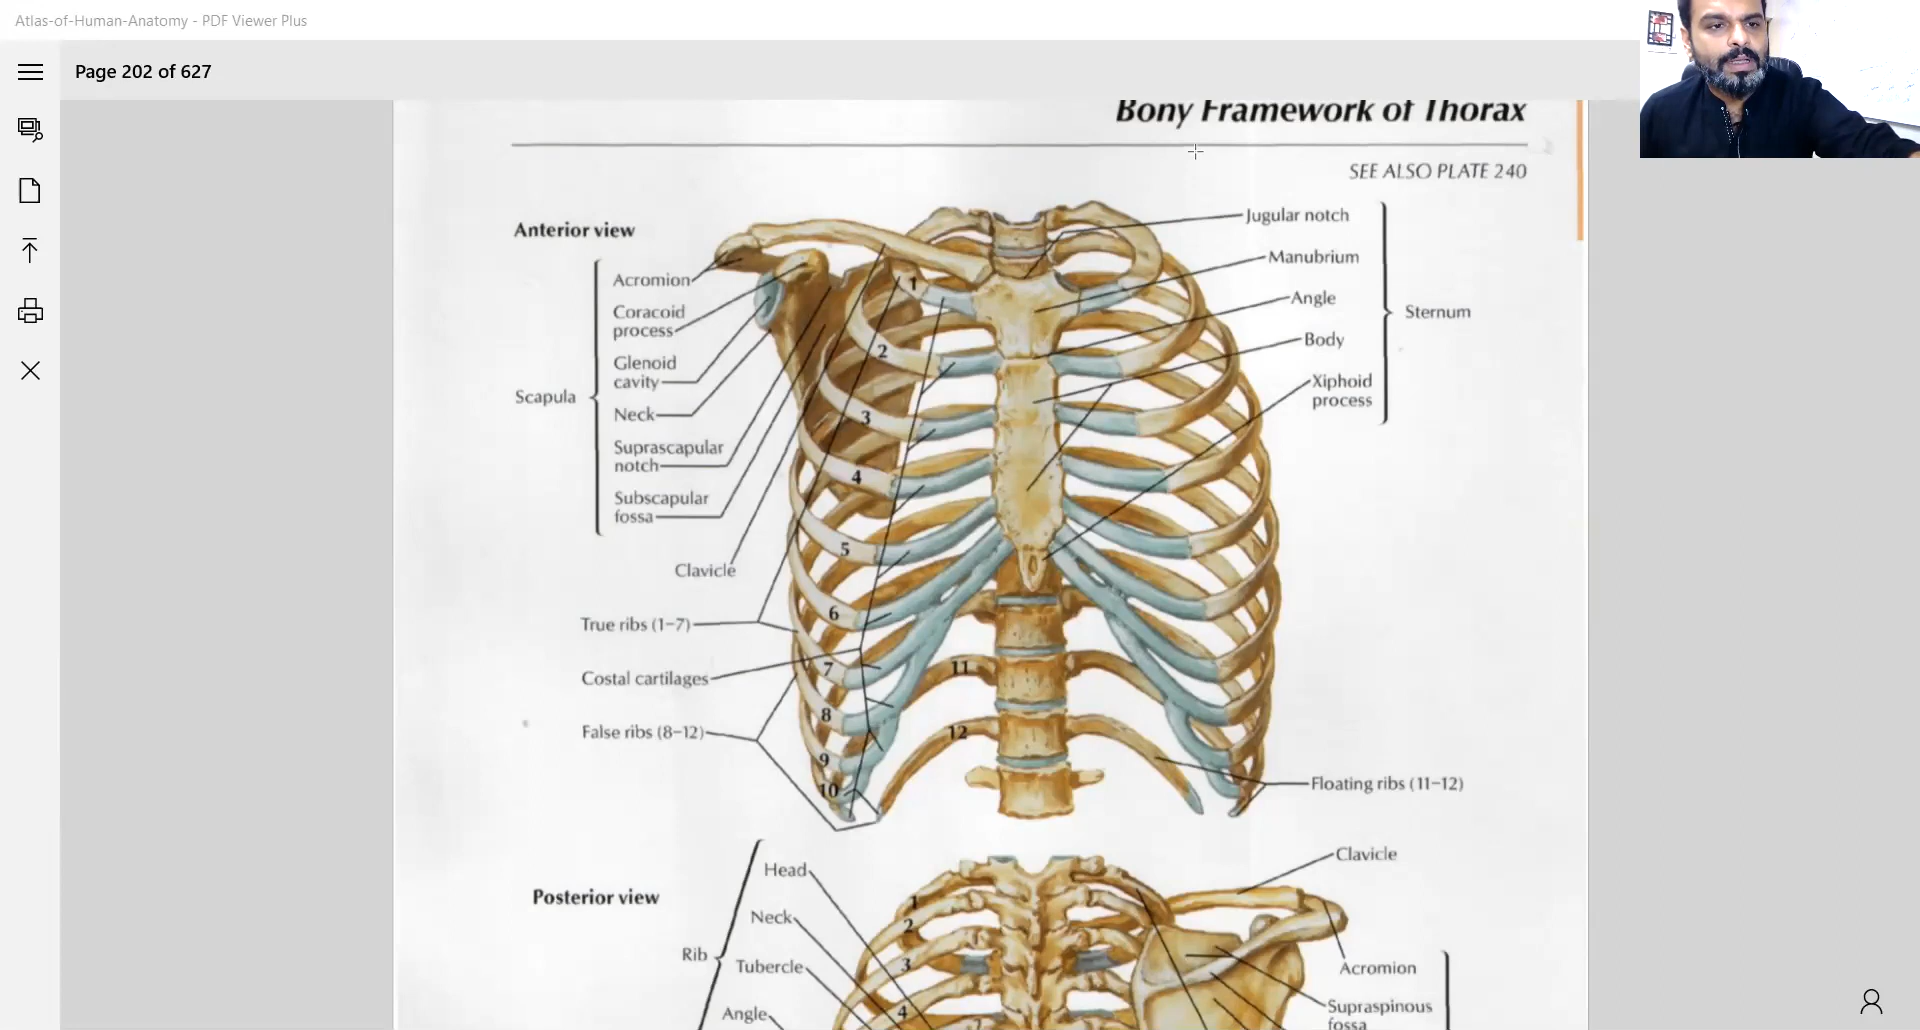 Atlas-of-Human-Anatomy - PDF Viewer Plus
Page 202 of 627
Bony Framework of Thorax
SEE ALSO PLATE 240
Anterior view
Acromion
Coracoid
process
Glenoid
cavity
Neck
Suprascapular
notch
Subscapular
fossa
Scapula
Clavicle
True ribs (1–7)
Costal cartilages
False ribs (8–12)
Jugular notch
Manubrium
Angle
Body
Xiphoid
process
Sternum
Floating ribs (11–12)
1
2
3
4
5
6
7
8
9
10
11
12
Posterior view
Rib
Head
Neck
Tubercle
Angle
1
2
3
4
Clavicle
Acromion
Supraspinous
fossa